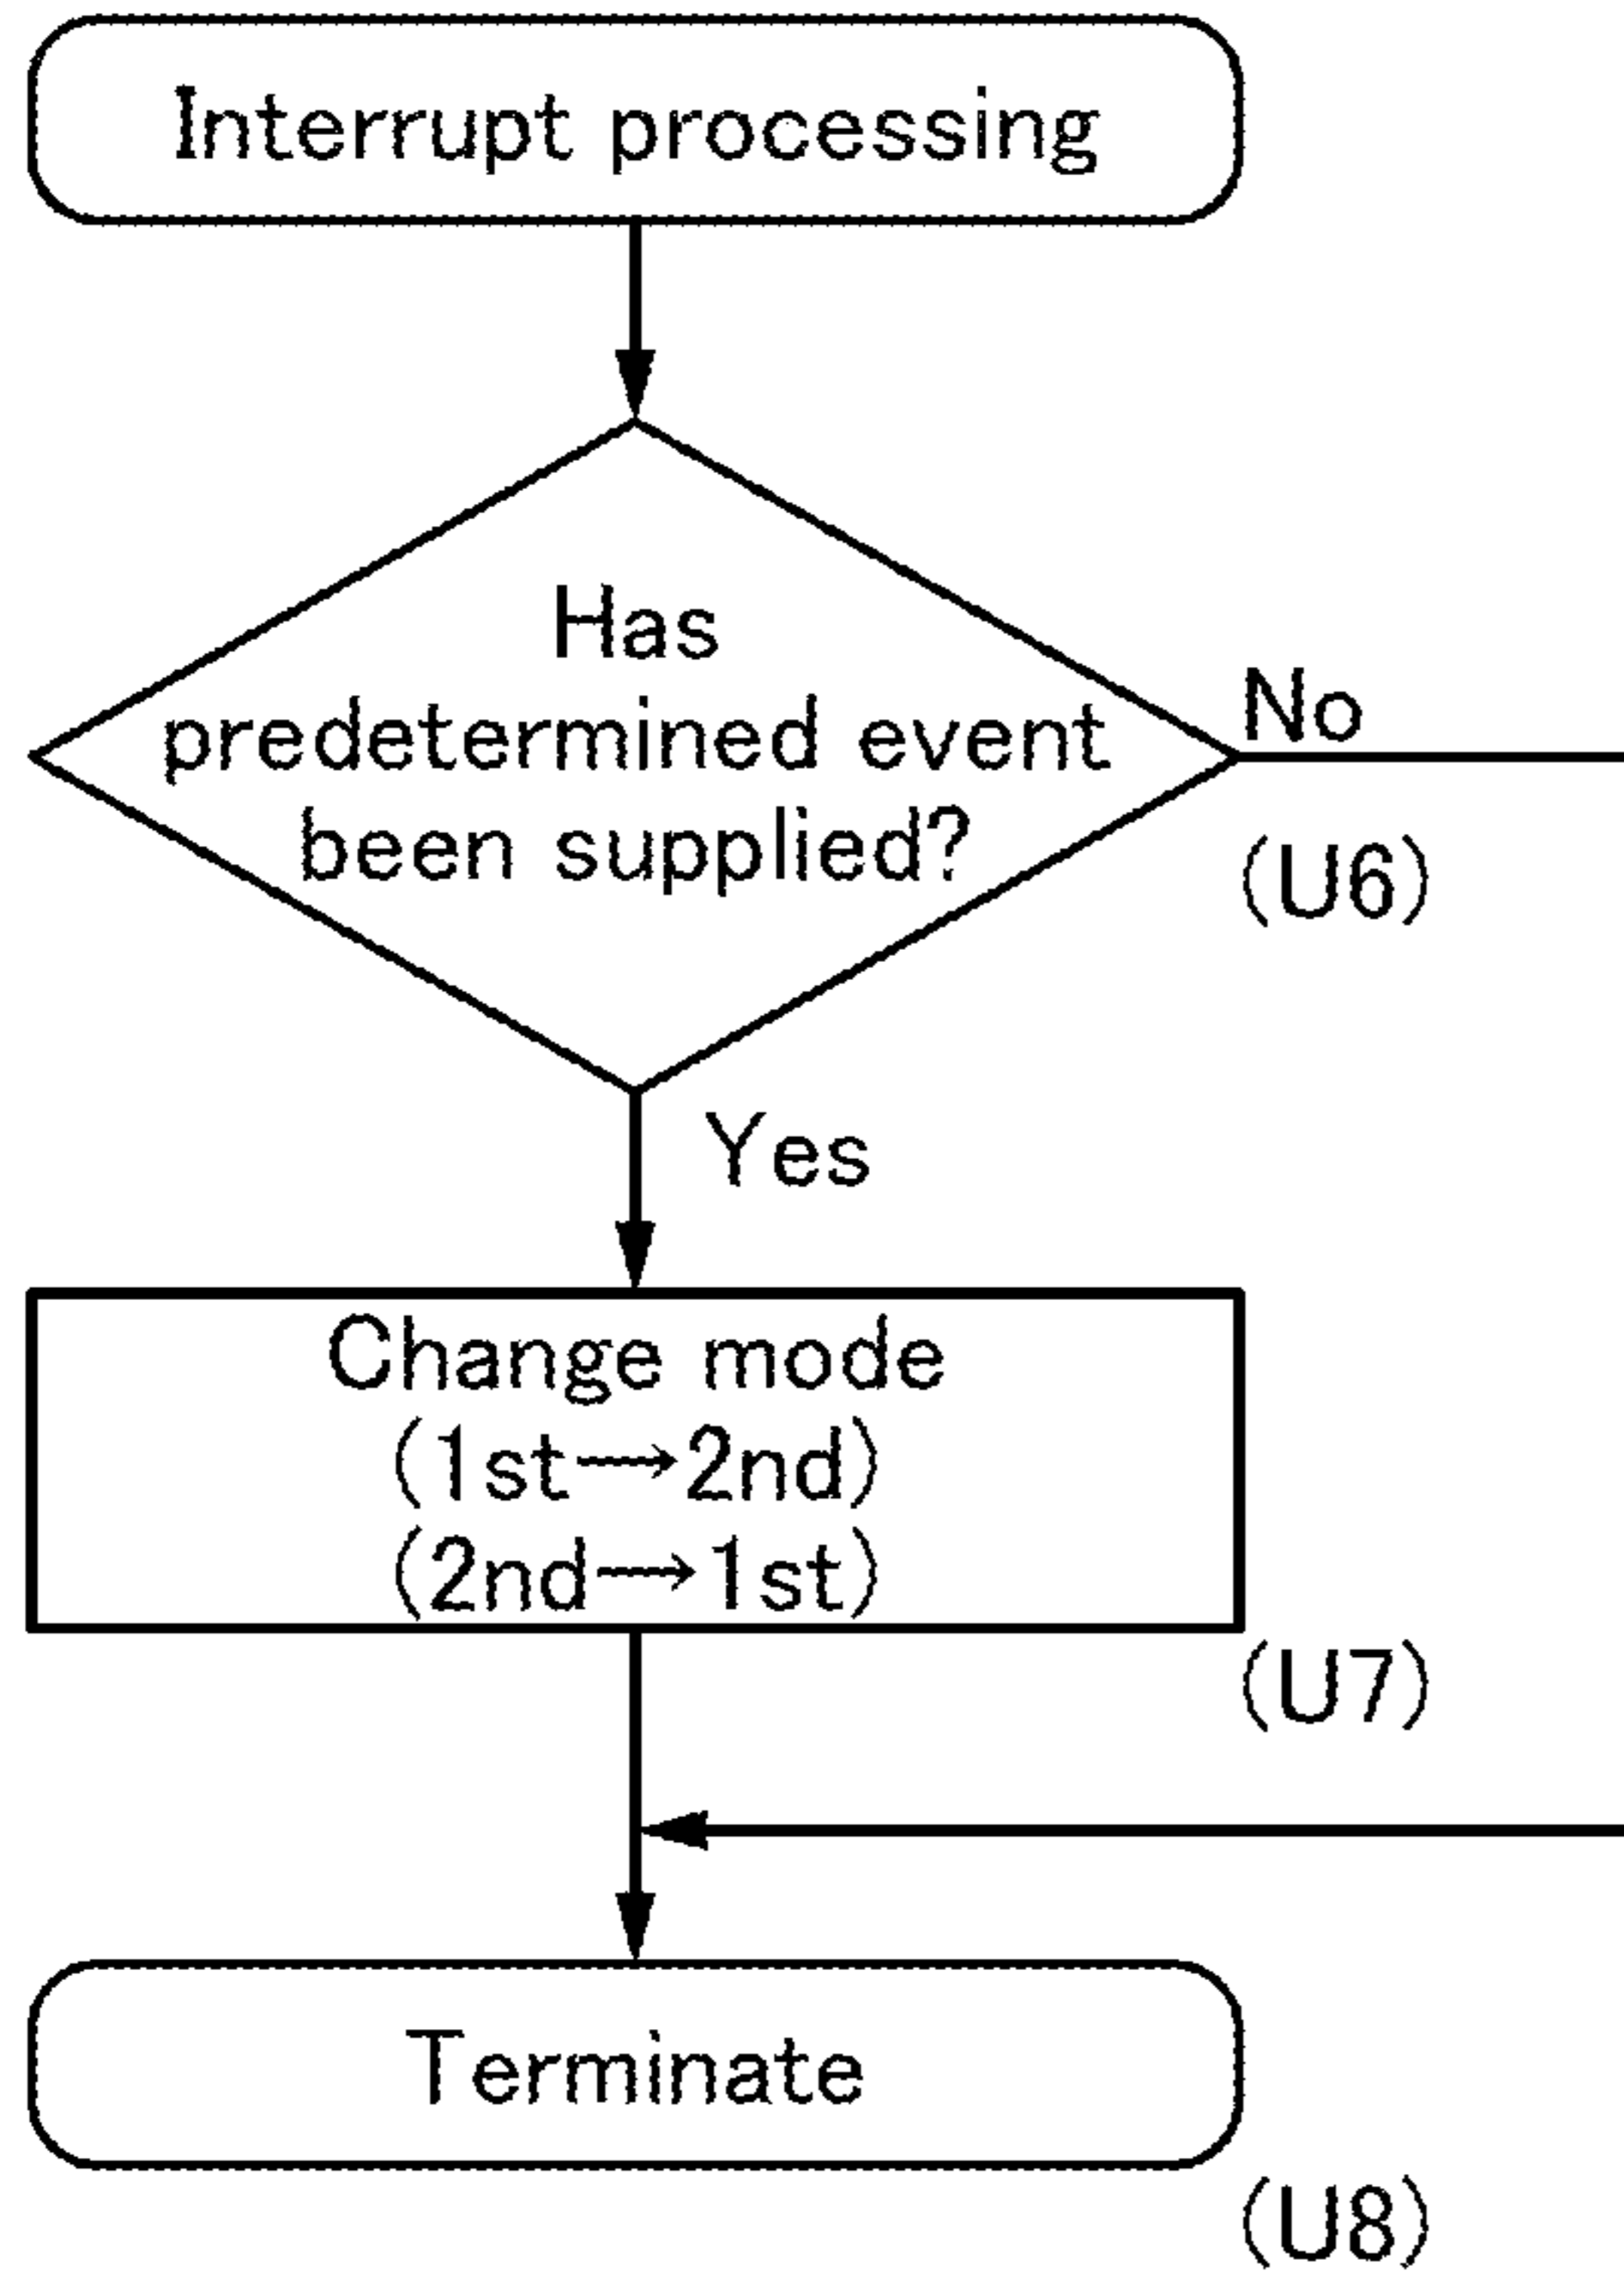 Interrupt processing
Has
predetermined event
been supplied?
No
(U6)
Yes
Change mode
(1st→2nd)
(2nd→1st)
(U7)
Terminate
(U8)